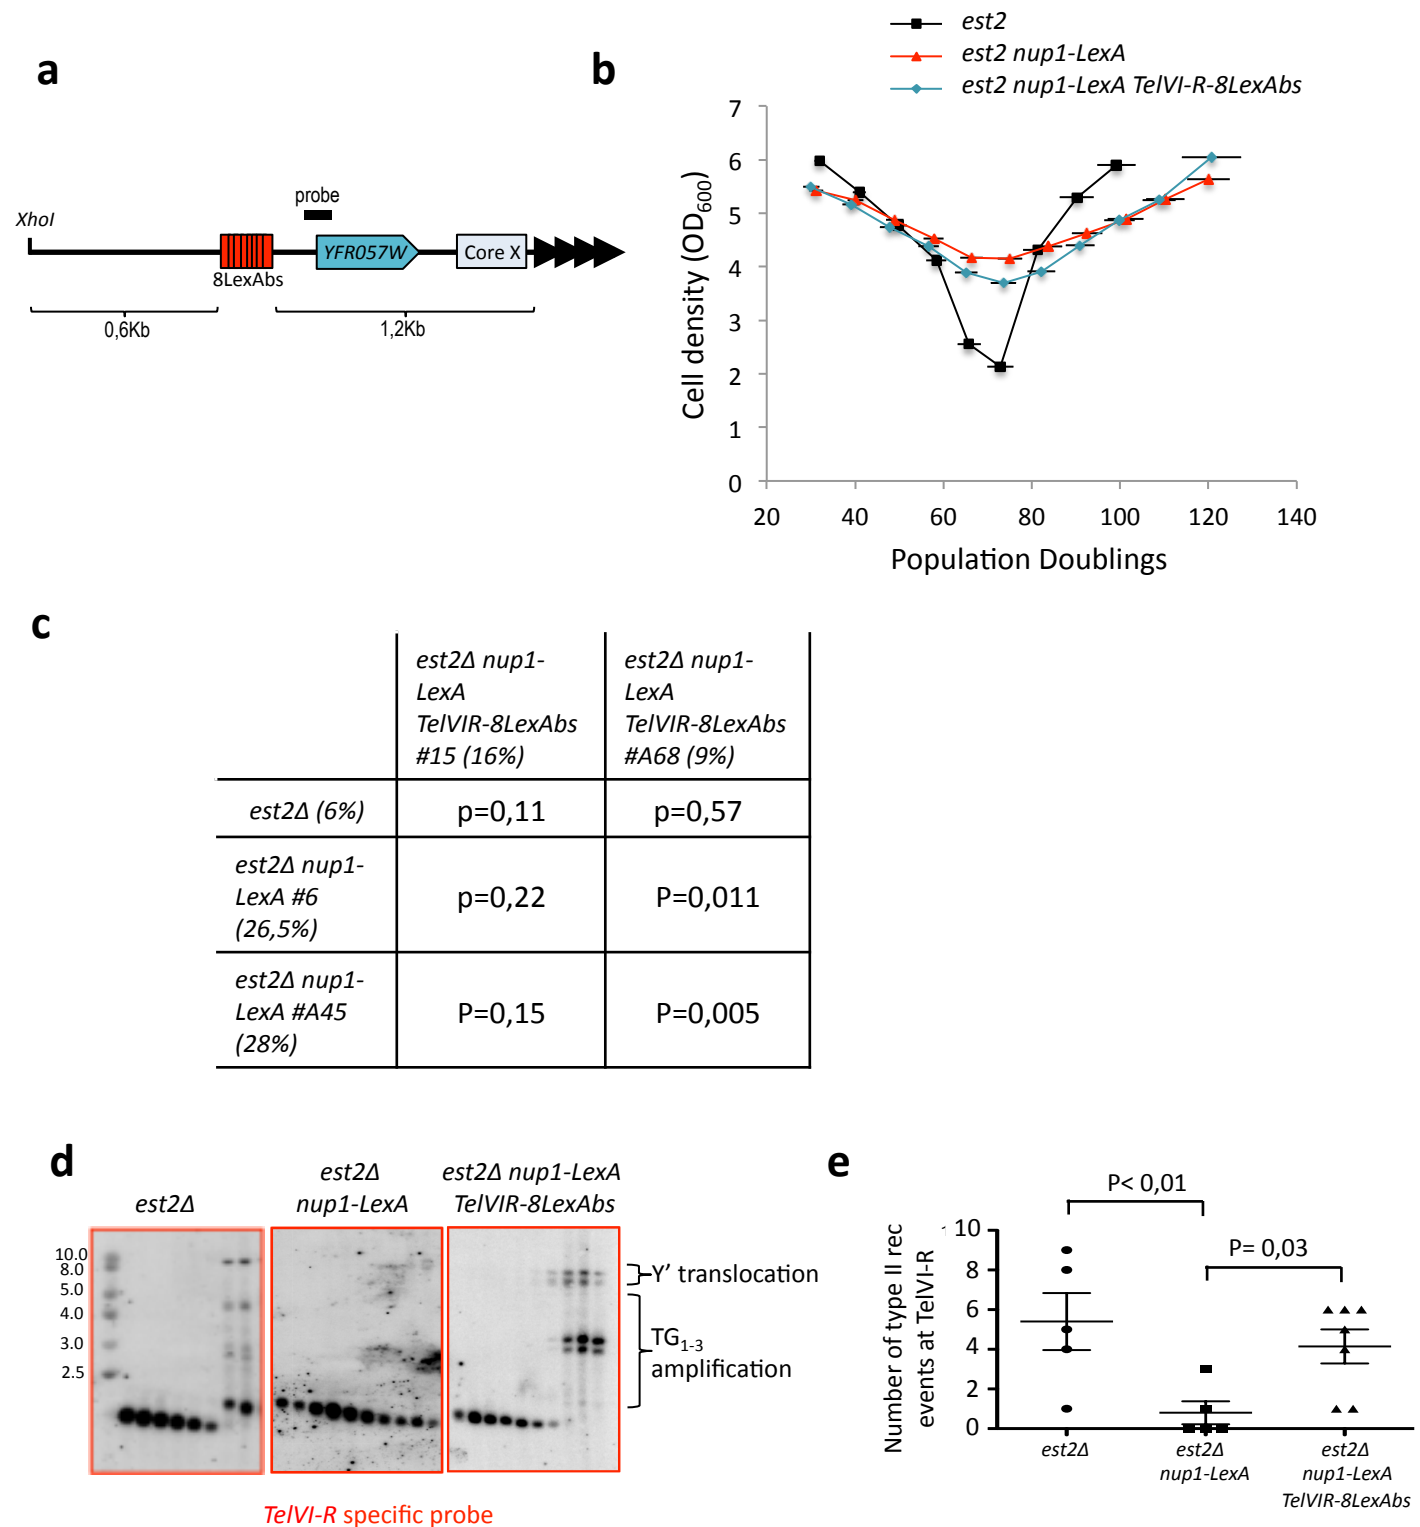 a
XhoI
probe
YFR057W
Core X
8LexAbs
0,6Kb
1,2Kb
b
est2
est2 nup1-LexA
est2 nup1-LexA TelVI-R-8LexAbs
Cell density (OD600)
7
6
5
4
3
2
1
0
20 40 60 80 100 120 140
Population Doublings
c
est2Δ nup1-
LexA
TelVIR-8LexAbs
#15 (16%)
est2Δ nup1-
LexA
TelVIR-8LexAbs
#A68 (9%)
est2Δ (6%)
p=0,11
p=0,57
est2Δ nup1-
LexA #6
(26,5%)
p=0,22
P=0,011
est2Δ nup1-
LexA #A45
(28%)
P=0,15
P=0,005
d
est2Δ
est2Δ
nup1-LexA
est2Δ nup1-LexA
TelVIR-8LexAbs
10.0
8.0
5.0
4.0
3.0
2.5
Y’ translocation
TG1-3
amplification
TelVI-R specific probe
e
P< 0,01
P= 0,03
Number of type II rec
events at TelVI-R
10
8
6
4
2
0
est2Δ
est2Δ
nup1-LexA
est2Δ
nup1-LexA
TelVIR-8LexAbs